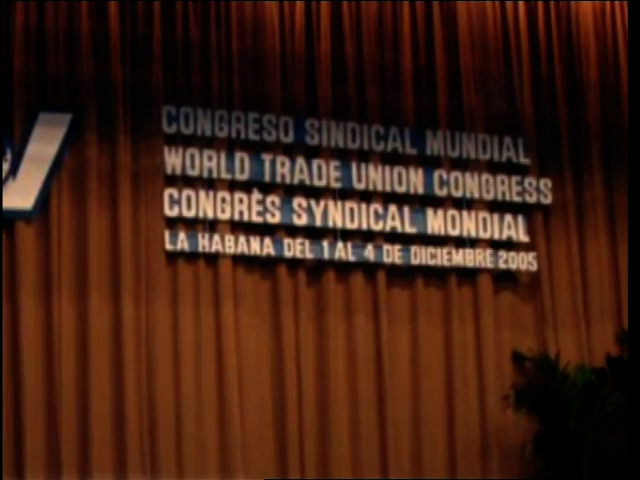 CONGRESO SINDICAL MUNDIAL
WORLD TRADE UNION CONGRESS
CONGRÈS SYNDICAL MONDIAL
LA HABANA DEL 1 AL 4 DE DICIEMBRE 2005